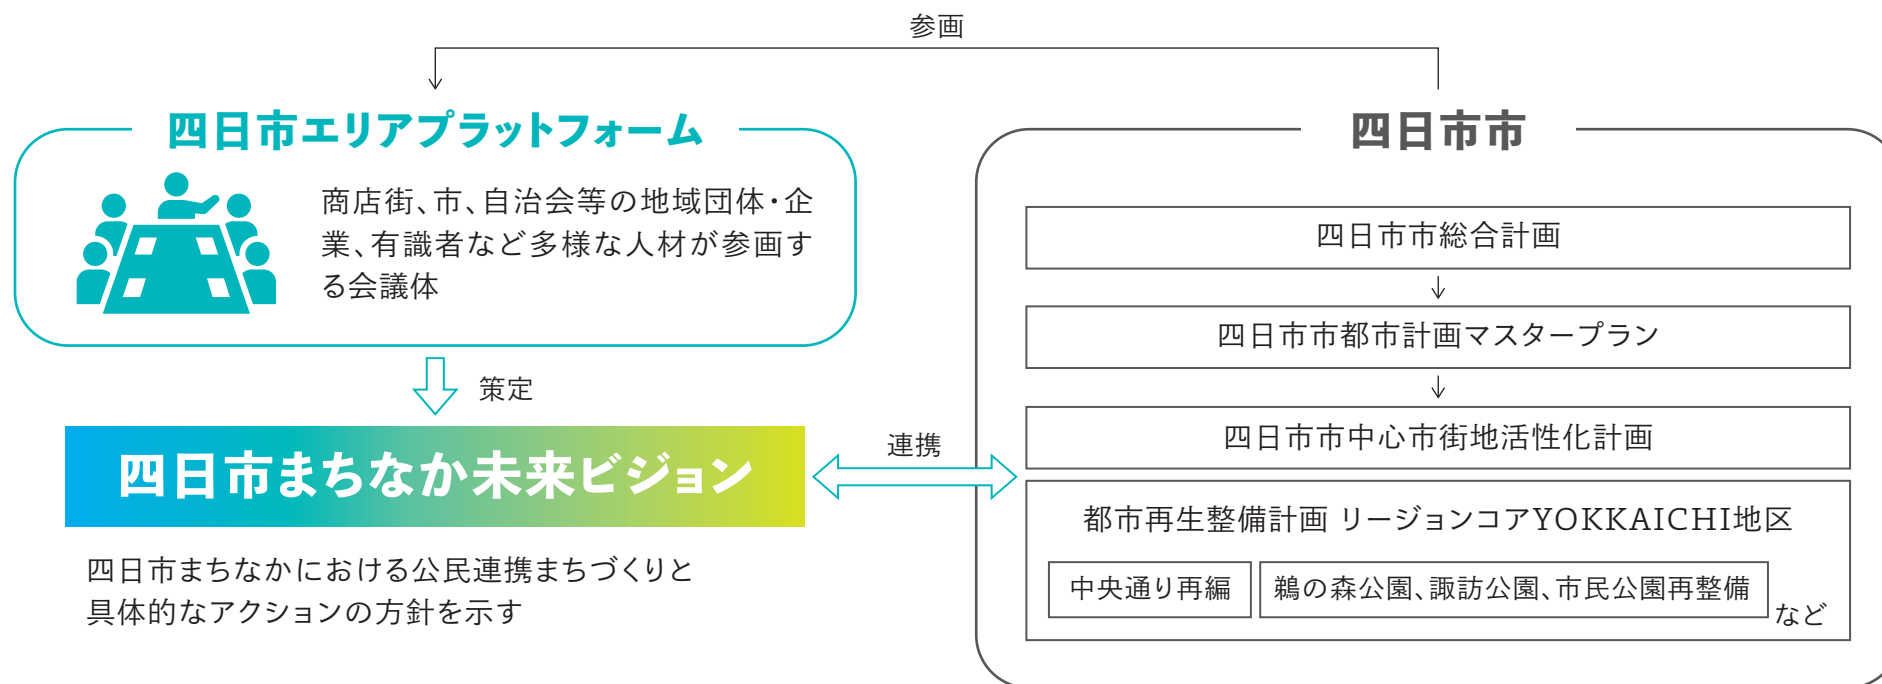 参画
四日市エリアプラットフォーム
商店街、市、自治会等の地域団体・企
業、有識者など多様な人材が参画す
る会議体
策定
四日市まちなか未来ビジョン
四日市まちなかにおける公民連携まちづくりと
具体的なアクションの方針を示す
連携
四日市市
四日市市総合計画
四日市市都市計画マスタープラン
四日市市中心市街地活性化計画
都市再生整備計画 リージョンコアYOKKAICHI地区
中央通り再編
鵜の森公園、諏訪公園、市民公園再整備
など